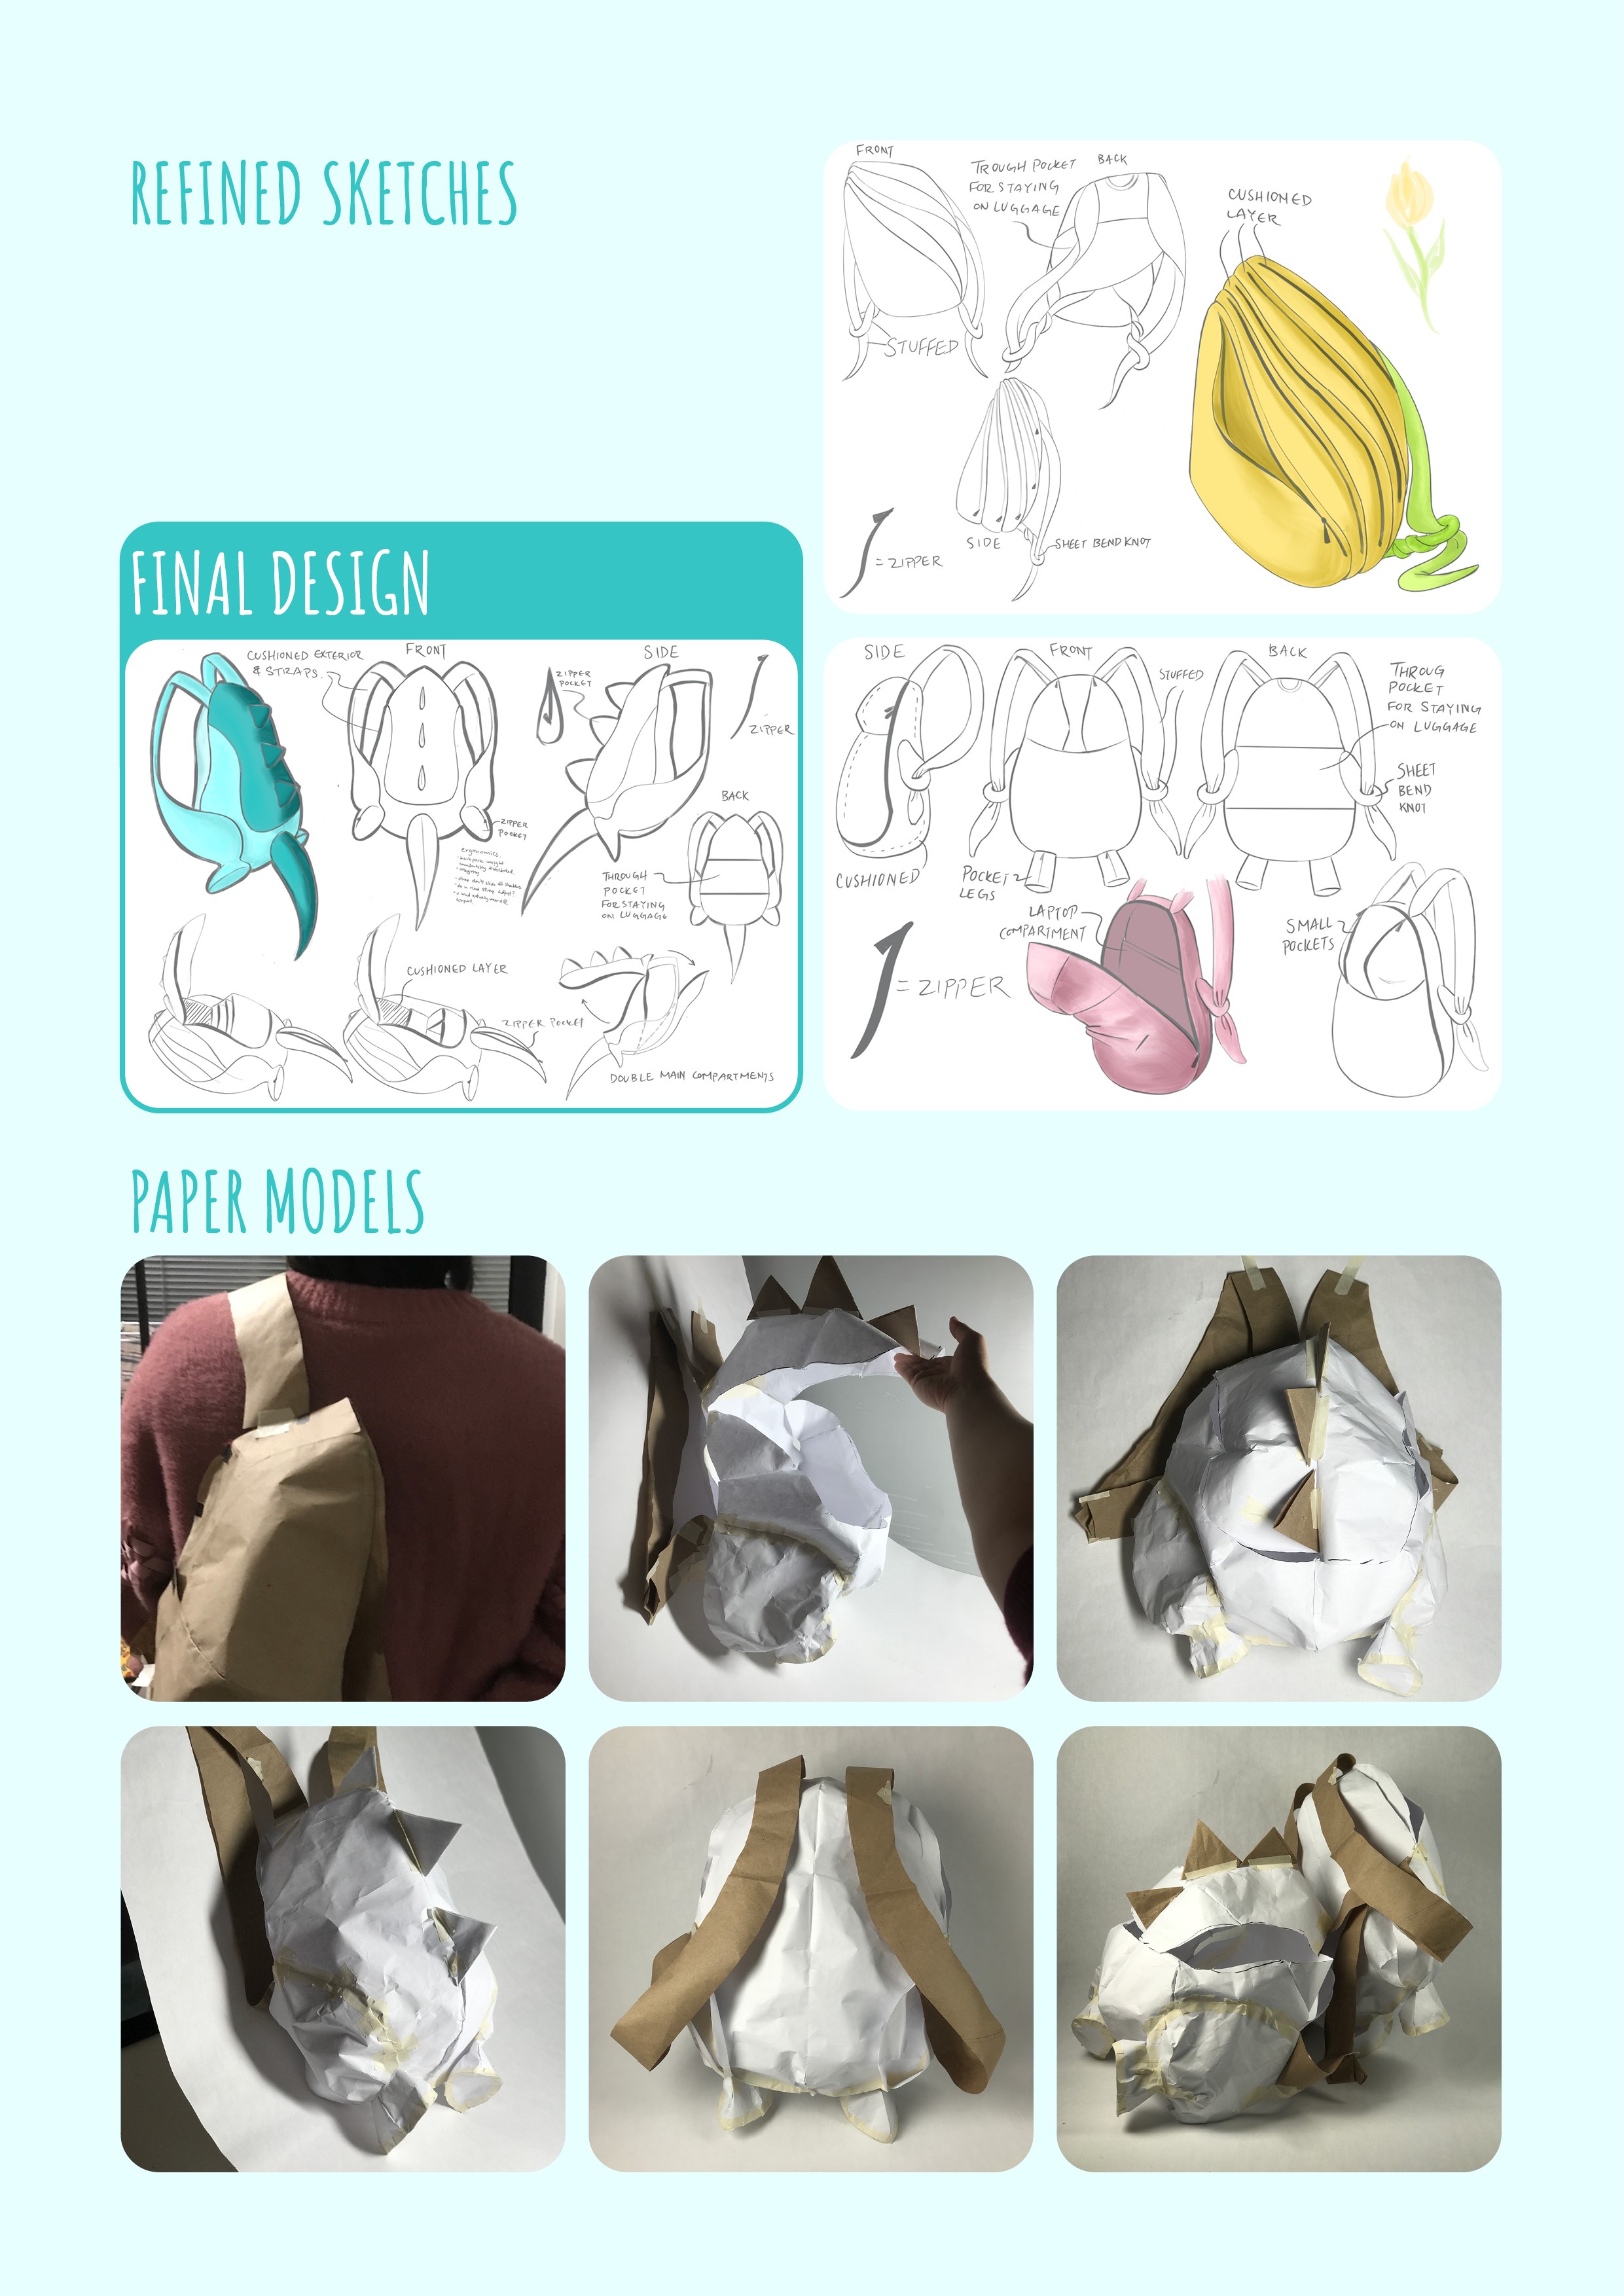 REFINED SKETCHES
FRONT
TROUGH POCKET
FOR STAYING
ON LUGGAGE
BACK
CUSHIONED
LAYER
STUFFED
SIDE
SHEET BEND KNOT
= ZIPPER
FINAL DESIGN
CUSHIONED EXTERIOR
& STRAPS
FRONT
ZIPPER
POCKET
SIDE
ZIPPER
BACK
ZIPPER
POCKET
ergonomics
THROUGH
POCKET
FOR STAYING
ON LUGGAGE
CUSHIONED LAYER
ZIPPER POCKET
DOUBLE MAIN COMPARTMENTS
SIDE
FRONT
STUFFED
BACK
THROUG
POCKET
FOR STAYING
ON LUGGAGE
SHEET
BEND
KNOT
CUSHIONED
POCKET
LEGS
LAPTOP
COMPARTMENT
SMALL
POCKETS
= ZIPPER
PAPER MODELS